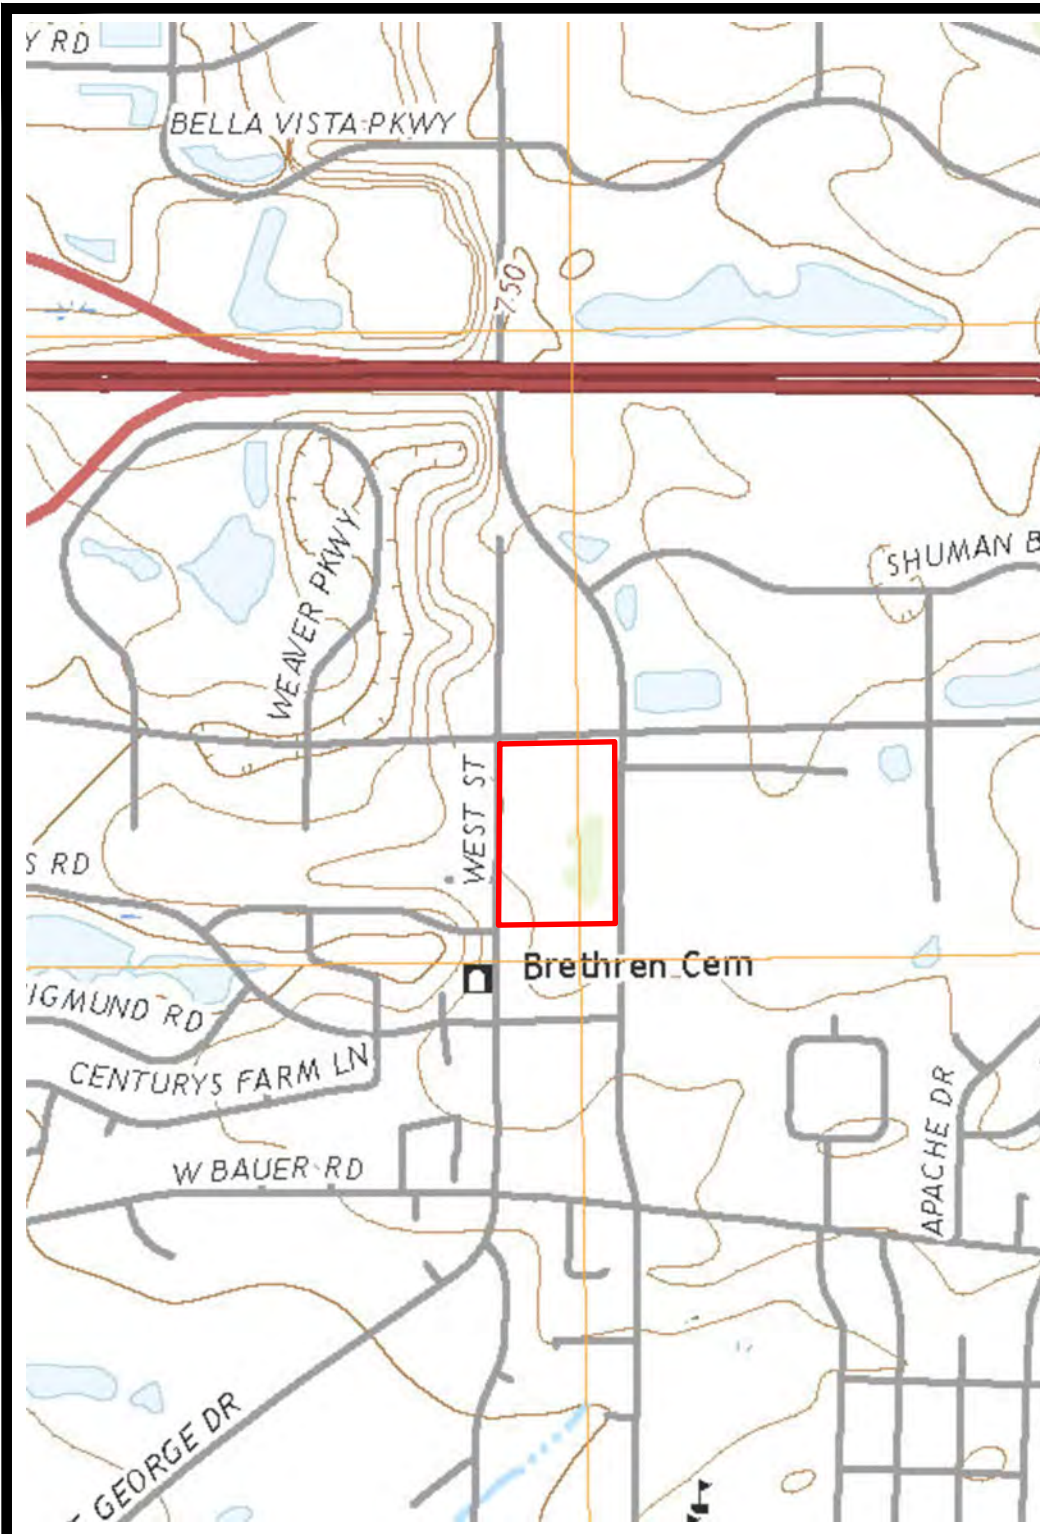 Y RD
BELLA VISTA PKWY
750
SHUMAN B
WEAVER PKWY
WEST ST
S RD
Brethren Cem
IGMUND RD
CENTURYS FARM LN
APACHE DR
W BAUER RD
GEORGE DR